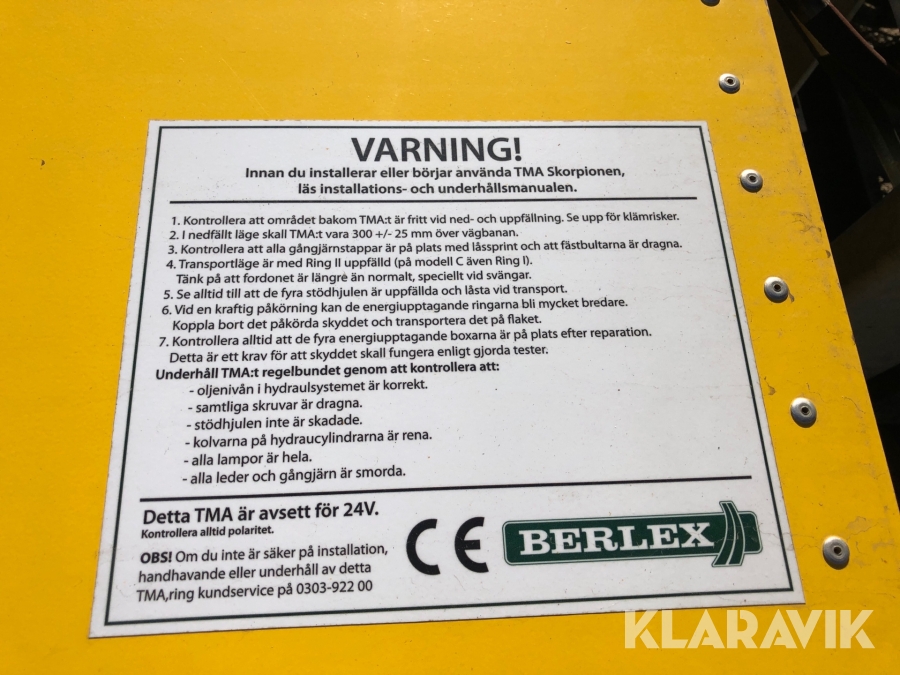 VARNING!
Innan du installerar eller börjar använda TMA Skorpionen,
läs installations- och underhållsmanualen.
1. Kontrollera att området bakom TMA:t är fritt vid ned- och uppfällning. Se upp för klämrisker.
2. I nedfällt läge skall TMA:t vara 300 +/- 25 mm över vägbanan.
3. Kontrollera att alla gångjärnstappar är på plats med låssprint och att fästbultarna är dragna.
4. Transportläge är med Ring II uppfälld (på modell C även Ring I).
Tänk på att fordonet är längre än normalt, speciellt vid svängar.
5. Se alltid till att de fyra stödhjulen är uppfällda och låsta vid transport.
6. Vid en kraftig påkörning kan de energiupptagande ringarna bli mycket bredare.
Koppla bort det påkörda skyddet och transportera det på flaket.
7. Kontrollera alltid att de fyra energiupptagande boxarna är på plats efter reparation.
Detta är ett krav för att skyddet skall fungera enligt gjorda tester.
Underhåll TMA:t regelbundet genom att kontrollera att:
- oljenivån i hydraulsystemet är korrekt.
- samtliga skruvar är dragna.
- stödhjulen inte är skadade.
- kolvarna på hydraucylindrarna är rena.
- alla lampor är hela.
- alla leder och gångjärn är smorda.
Detta TMA är avsett för 24V.
Kontrollera alltid polaritet.
OBS! Om du inte är säker på installation,
handhavande eller underhåll av detta
TMA,ring kundservice på 0303-922 00
CE
BERLEX
KLARAVIK